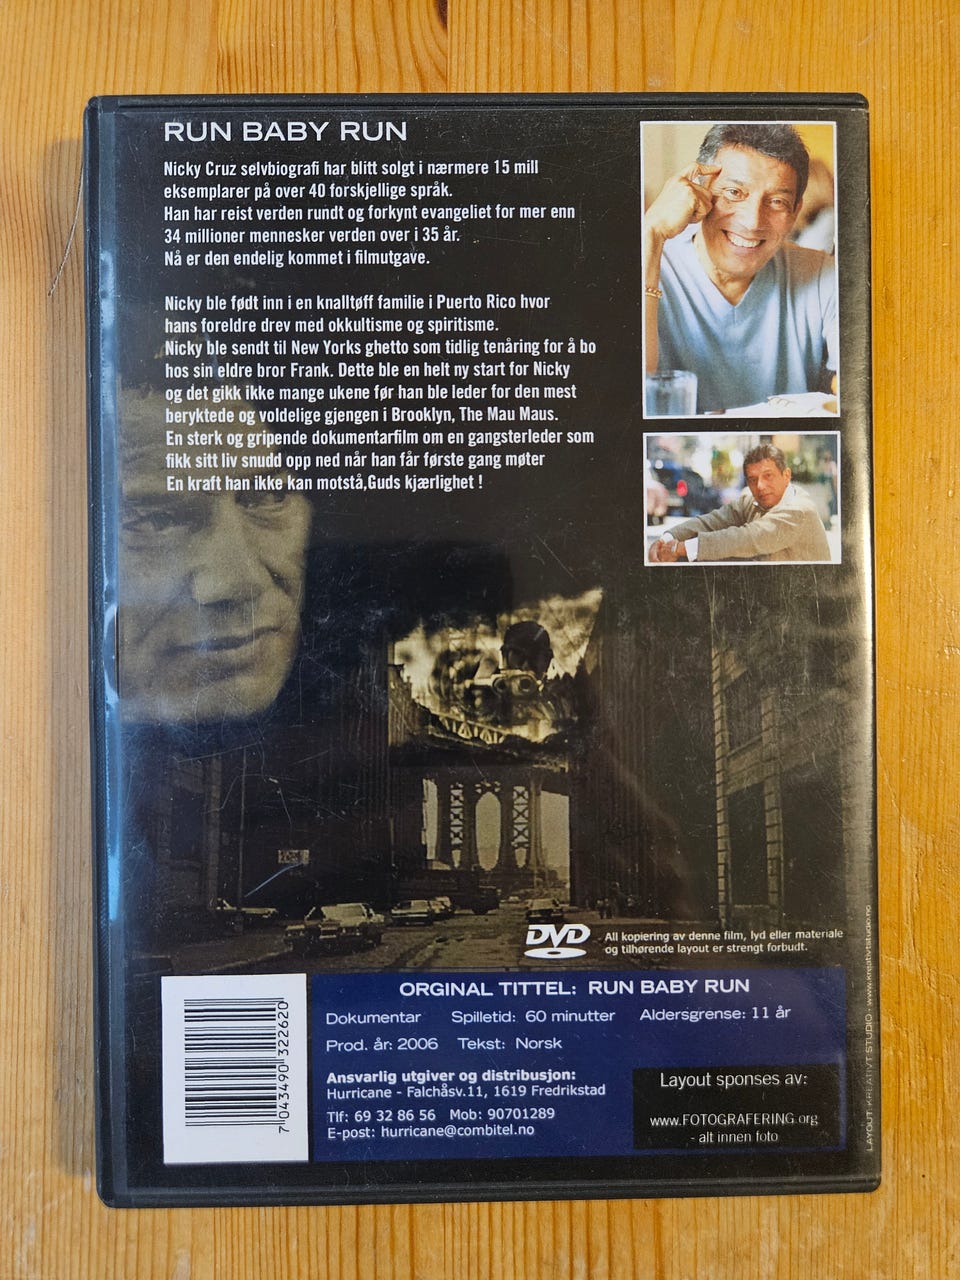 RUN BABY RUN
Nicky Cruz selvbiografi har blitt solgt i nærmere 15 mill
eksemplarer på over 40 forskjellige språk.
Han har reist verden rundt og forkynt evangeliet for mer enn
34 millioner mennesker verden over i 35 år.
Nå er den endelig kommet i filmutgave.
Nicky ble født inn i en knalltøff familie i Puerto Rico hvor
hans foreldre drev med okkultisme og spiritisme.
Nicky ble sendt til New Yorks ghetto som tidlig tenåring for å bo
hos sin eldre bror Frank. Dette ble en helt ny start for Nicky
og det gikk ikke mange ukene før han ble leder for den mest
beryktede og voldelige gjengen i Brooklyn, The Mau Maus.
En sterk og gripende dokumentarfilm om en gangsterleder som
fikk sitt liv snudd opp ned når han får første gang møter
En kraft han ikke kan motstå,Guds kjærlighet !
DVD
All kopiering av denne film, lyd eller materiale
og tilhørende layout er strengt forbudt.
ORGINAL TITTEL: RUN BABY RUN
Dokumentar Spilletid: 60 minutter Aldersgrense: 11 år
Prod. år: 2006 Tekst: Norsk
Ansvarlig utgiver og distribusjon:
Hurricane - Falchåsv.11, 1619 Fredrikstad
Tlf: 69 32 86 56 Mob: 90701289
E-post: hurricane@combitel.no
Layout sponses av:
www.FOTOGRAFERING.org
- alt innen foto
7 043490 322620
LAYOUT: KREATIVT STUDIO - www.kreativtstudio.no